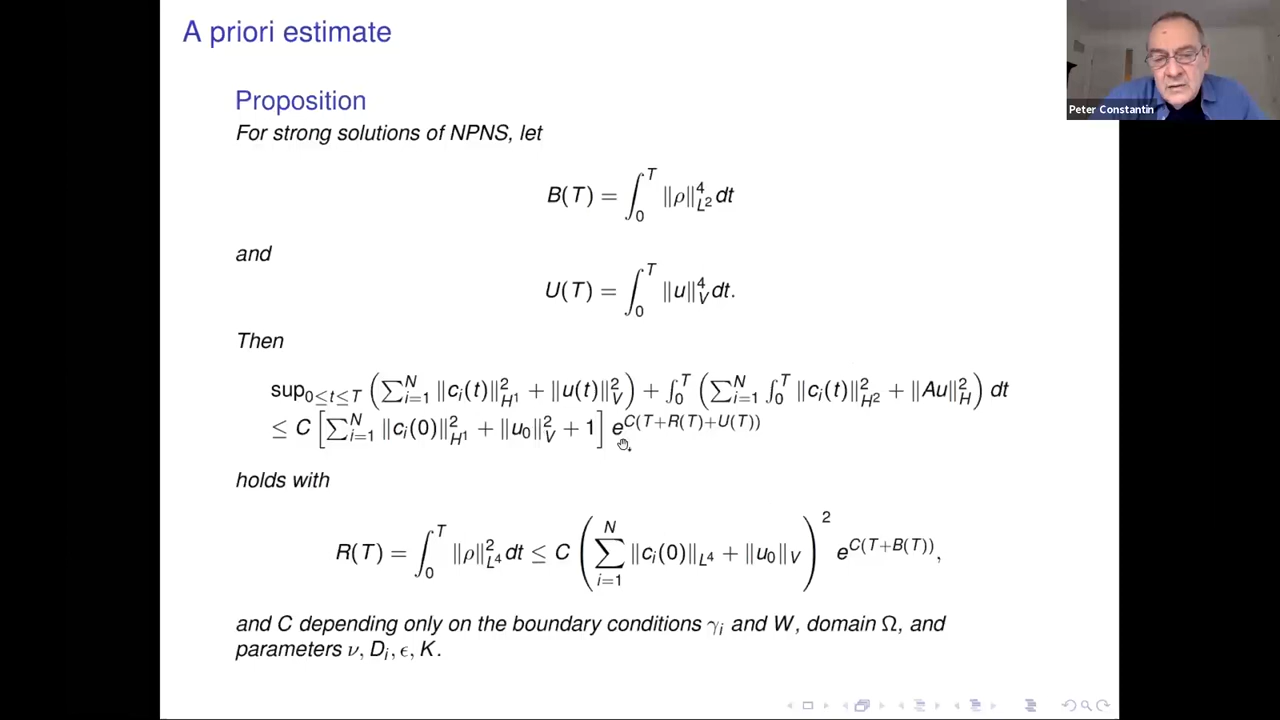 A priori estimate
Peter Constantin
Proposition
For strong solutions of NPNS, let
B(T) = ∫_0^T ‖ρ‖_{L^2}^4 dt
and
U(T) = ∫_0^T ‖u‖_V^4 dt.
Then
sup_{0≤t≤T} (∑_{i=1}^N ‖c_i(t)‖_{H^1}^2 + ‖u(t)‖_V^2) + ∫_0^T (∑_{i=1}^N ∫_0^T ‖c_i(t)‖_{H^2}^2 + ‖Au‖_H^2) dt
≤ C [∑_{i=1}^N ‖c_i(0)‖_{H^1}^2 + ‖u_0‖_V^2 + 1] e^{C(T+R(T)+U(T))}
holds with
R(T) = ∫_0^T ‖ρ‖_{L^4}^2 dt ≤ C (∑_{i=1}^N ‖c_i(0)‖_{L^4} + ‖u_0‖_V)^2 e^{C(T+B(T))},
and C depending only on the boundary conditions γ_i and W, domain Ω, and
parameters ν, D_i, ϵ, K.